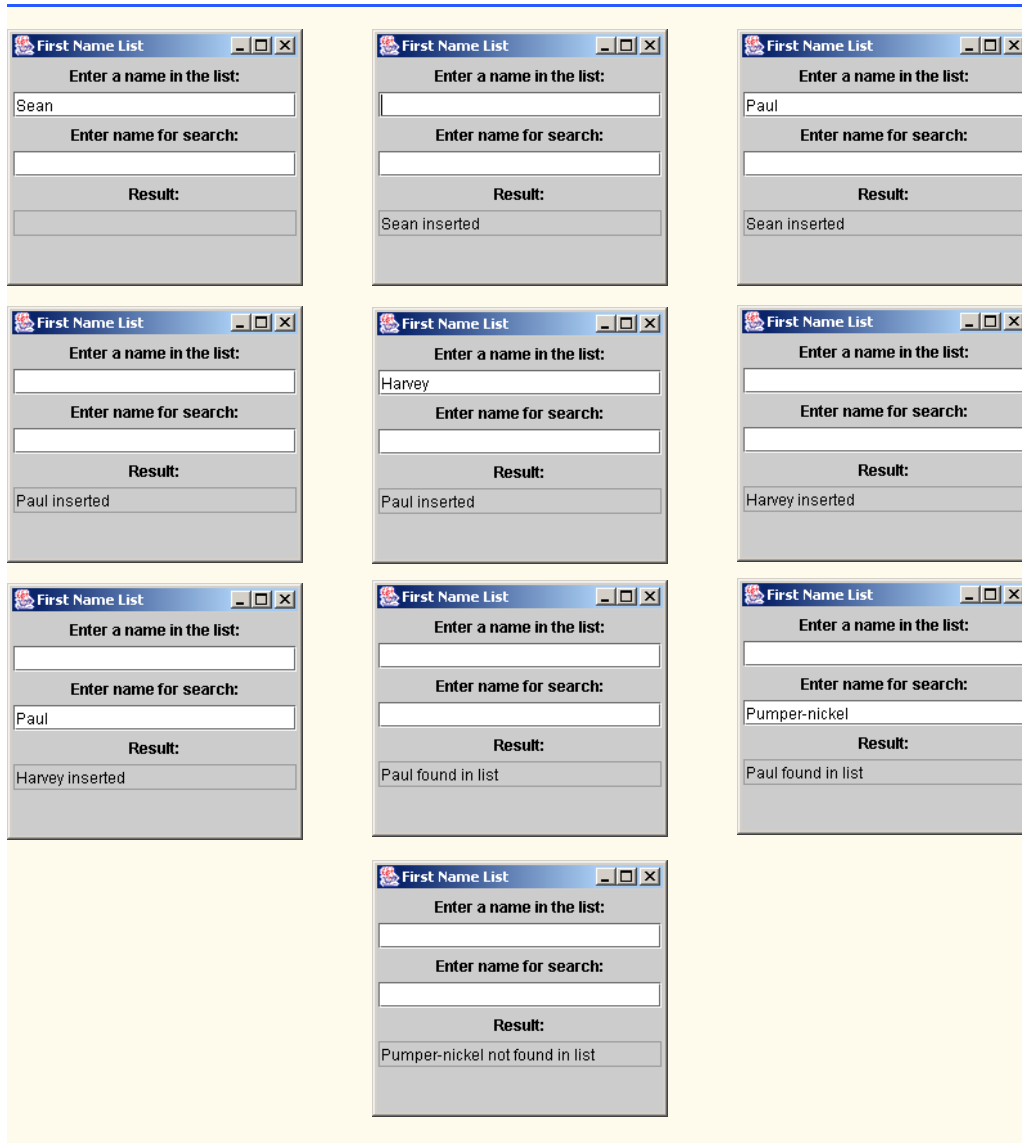 First Name List
Enter a name in the list:
Sean
Enter name for search:
Result:
First Name List
Enter a name in the list:
Enter name for search:
Result:
Sean inserted
First Name List
Enter a name in the list:
Paul
Enter name for search:
Result:
Sean inserted
First Name List
Enter a name in the list:
Enter name for search:
Result:
Paul inserted
First Name List
Enter a name in the list:
Harvey
Enter name for search:
Result:
Paul inserted
First Name List
Enter a name in the list:
Enter name for search:
Result:
Harvey inserted
First Name List
Enter a name in the list:
Enter name for search:
Paul
Result:
Harvey inserted
First Name List
Enter a name in the list:
Enter name for search:
Result:
Paul found in list
First Name List
Enter a name in the list:
Enter name for search:
Pumper-nickel
Result:
Paul found in list
First Name List
Enter a name in the list:
Enter name for search:
Result:
Pumper-nickel not found in list